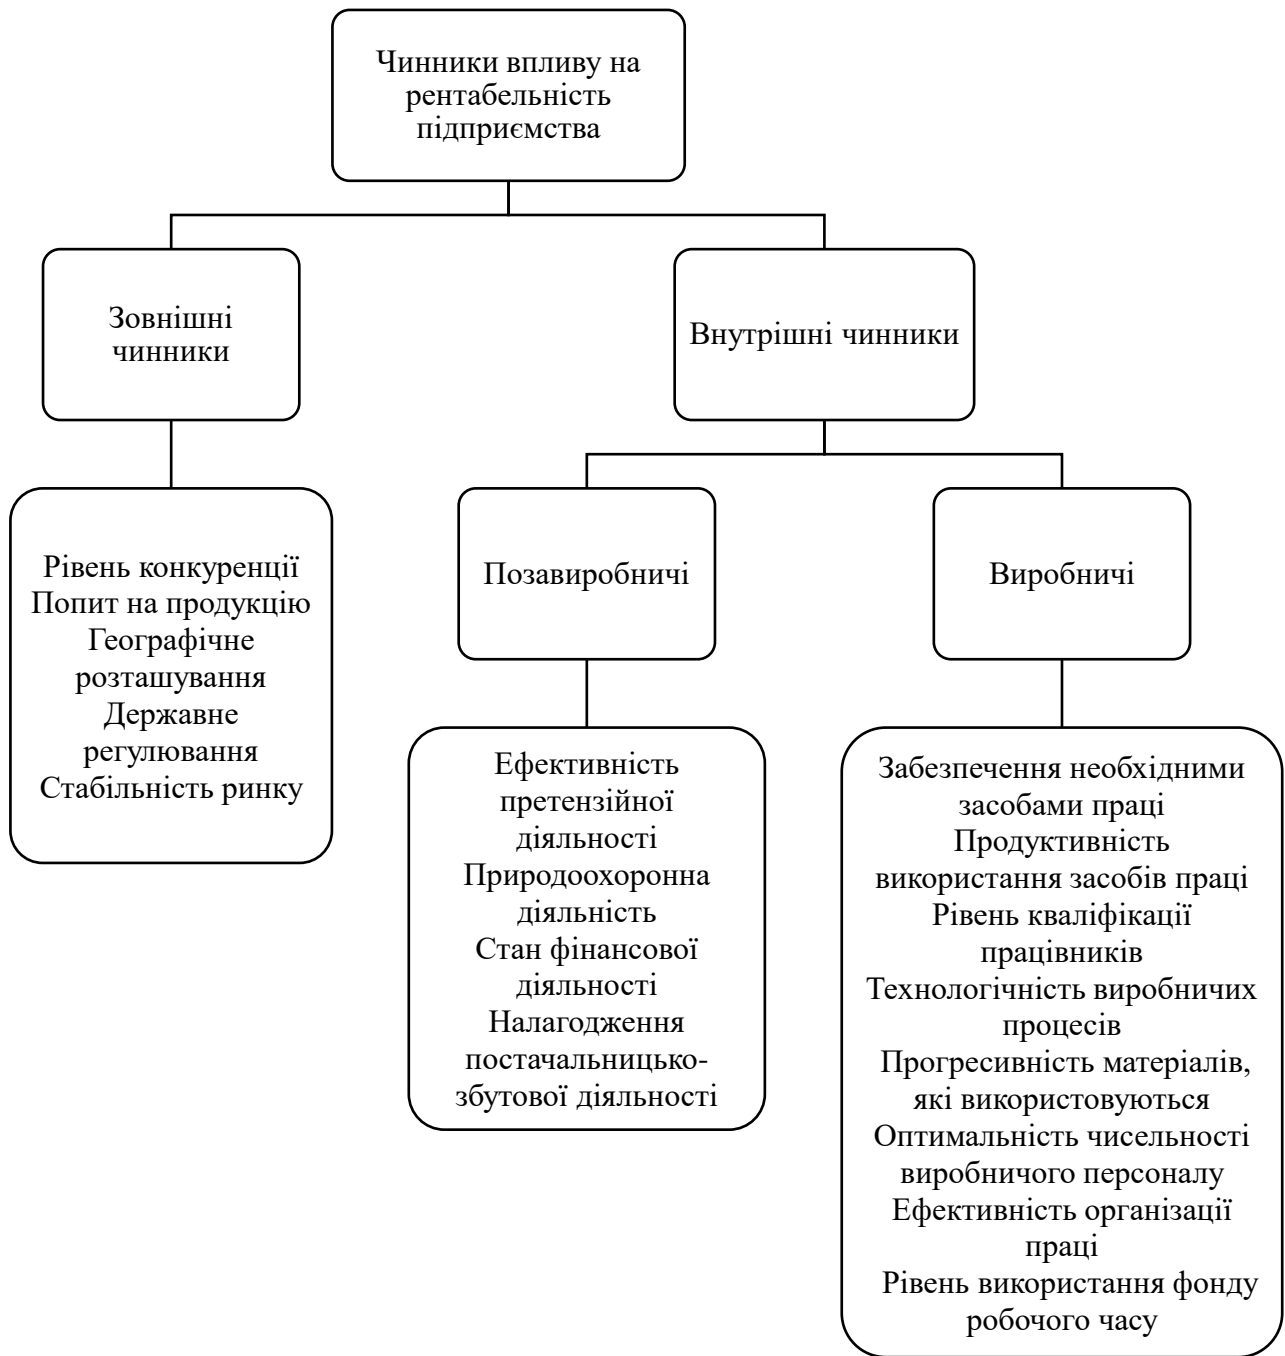 Чинники впливу на
рентабельність
підприємства
Зовнішні
чинники
Внутрішні чинники
Рівень конкуренції
Попит на продукцію
Географічне
розташування
Державне
регулювання
Стабільність ринку
Позавиробничі
Виробничі
Ефективність
претензійної
діяльності
Природоохоронна
діяльність
Стан фінансової
діяльності
Налагодження
постачальницько-
збутової діяльності
Забезпечення необхідними
засобами праці
Продуктивність
використання засобів праці
Рівень кваліфікації
працівників
Технологічність виробничих
процесів
Прогресивність матеріалів,
які використовуються
Оптимальність чисельності
виробничого персоналу
Ефективність організації
праці
Рівень використання фонду
робочого часу